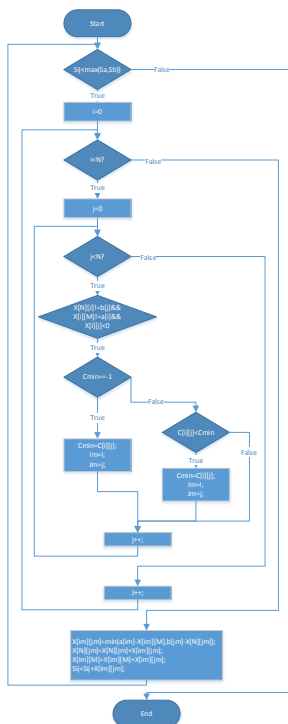 Start
Sij<max(Sa,Sb))
False
True
i=0
i<N?
False
True
j=0
j<N?
False
True
X[N][J]!=b[j]&&
X[i][M]!=a[i]&&
X[i][j]<0
True
Cmin==-1
False
True
C[i][j]<Cmin
False
True
Cmin=C[i][j];
Im=I;
Jm=j;
Cmin=C[i][j];
Im=I;
Jm=j;
j++;
J++;
X[im][jm]=min(a[im]-X[im][M],b[jm]-X[N][jm]);
X[N][jm]=X[N][jm]+X[im][jm];
X[im][M]=X[im][M]+X[im][jm];
Sij=Sij+X[im][jm];
End